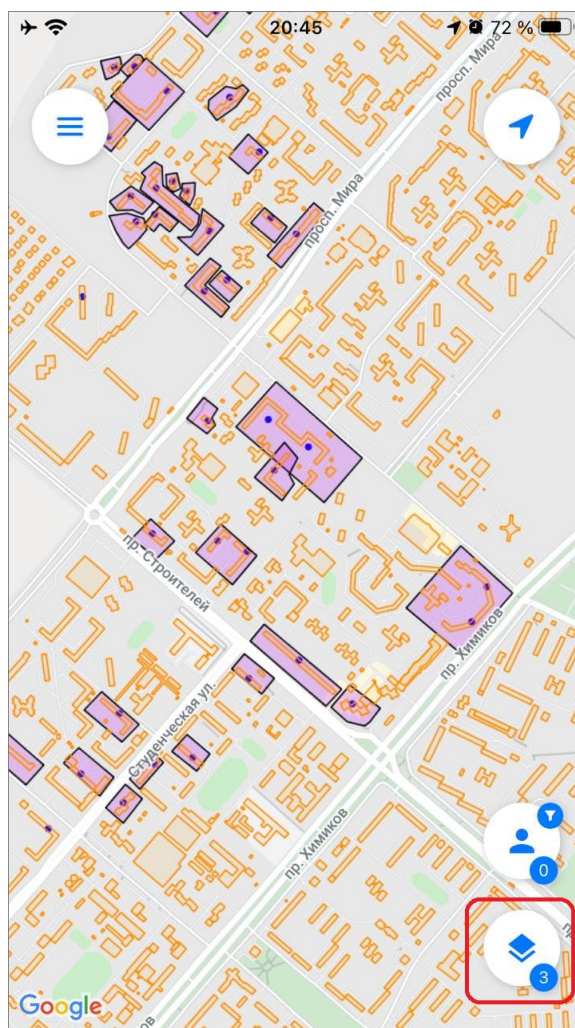 20:45
72 %
просп. Мира
просп. Мира
пр. Строителей
пр. Химиков
Студенческая ул.
пр. Химиков
0
3
Google